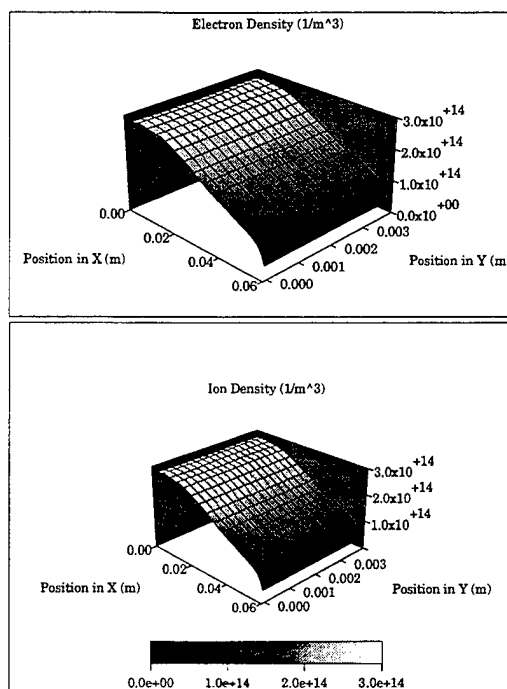 Electron Density (1/m^3)
3.0x10 +14
2.0x10 +14
1.0x10 +14
0.0x10 +00
0.00
0.02
0.04
0.06
0.000
0.001
0.002
0.003
Position in X (m)
Position in Y (m
Ion Density (1/m^3)
3.0x10 +14
2.0x10 +14
1.0x10 +14
0.00
0.02
0.04
0.06
0.000
0.001
0.002
0.003
Position in X (m)
Position in Y (m)
0.0e+00 1.0e+14 2.0e+14 3.0e+14